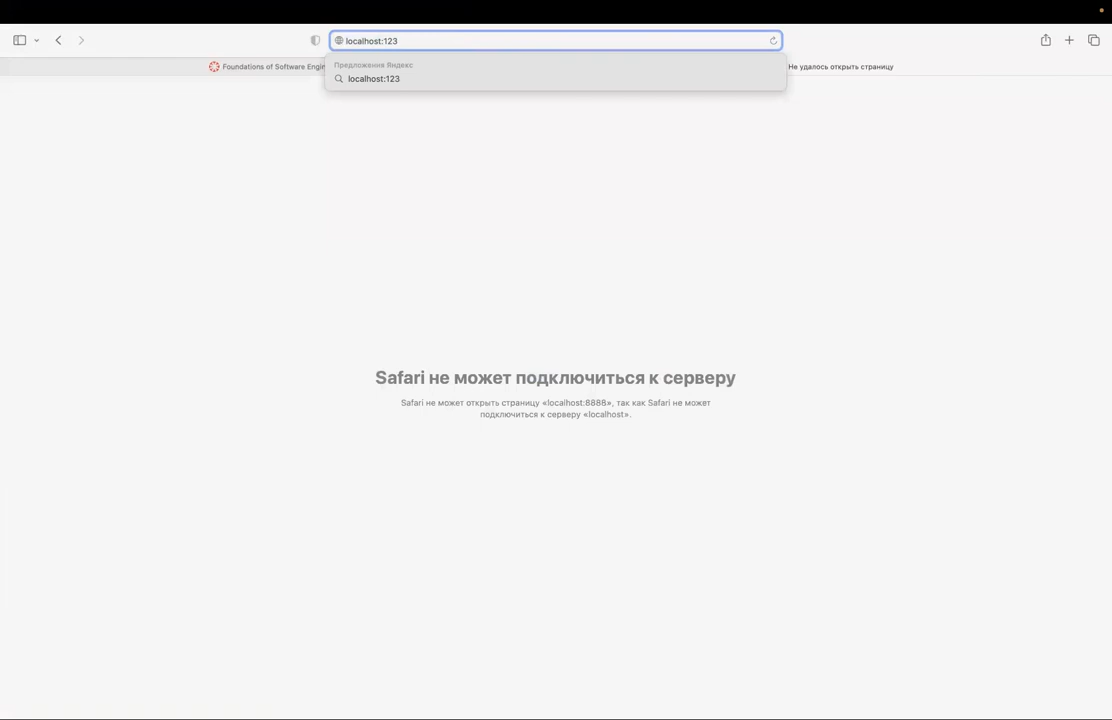 localhost:123
Предложения Яндекс
localhost:123
Foundations of Software Engin
Не удалось открыть страницу
Safari не может подключиться к серверу
Safari не может открыть страницу «localhost:8888», так как Safari не может
подключиться к серверу «localhost».